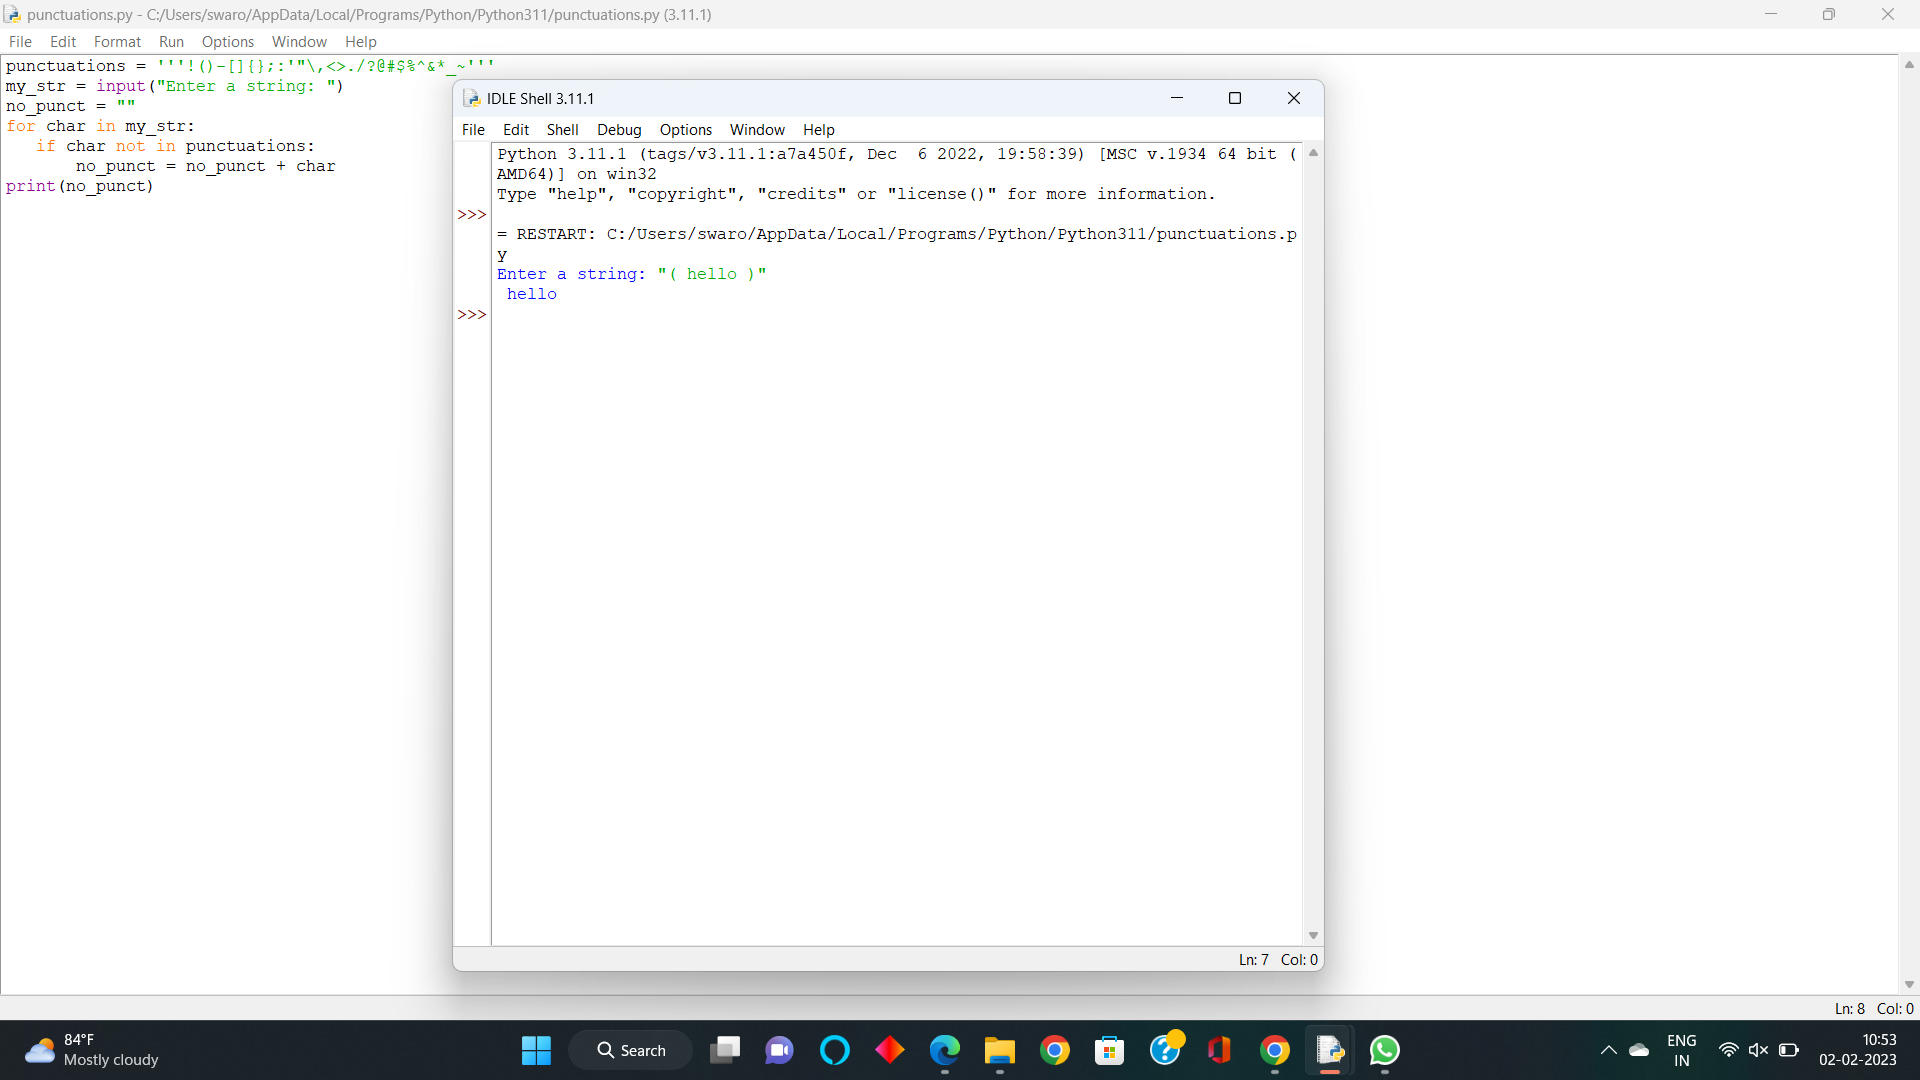 punctuations.py - C:/Users/swaro/AppData/Local/Programs/Python/Python311/punctuations.py (3.11.1)
File Edit Format Run Options Window Help
punctuations = '''!()-[]{};:'"\,<>./?@#$%^&*_~'''
my_str = input("Enter a string: ")
no_punct = ""
for char in my_str:
   if char not in punctuations:
       no_punct = no_punct + char
print(no_punct)
IDLE Shell 3.11.1
File Edit Shell Debug Options Window Help
Python 3.11.1 (tags/v3.11.1:a7a450f, Dec  6 2022, 19:58:39) [MSC v.1934 64 bit (
AMD64)] on win32
Type "help", "copyright", "credits" or "license()" for more information.
>>>
= RESTART: C:/Users/swaro/AppData/Local/Programs/Python/Python311/punctuations.p
y
Enter a string: "( hello )"
 hello
>>>
Ln: 7 Col: 0
Ln: 8 Col: 0
84°F
Mostly cloudy
Search
ENG
IN
10:53
02-02-2023